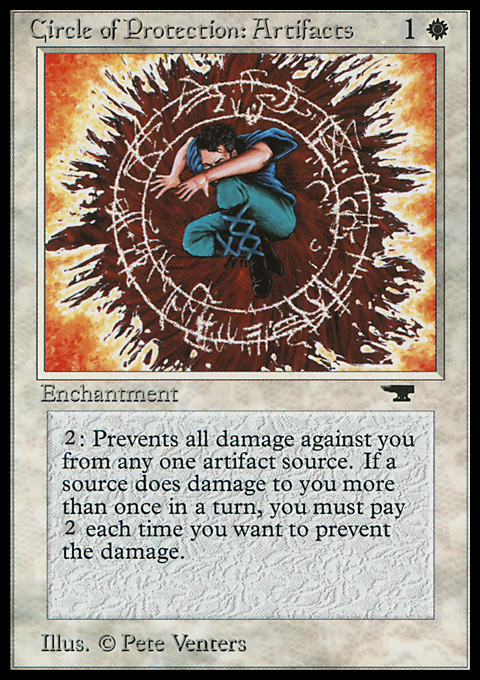 Circle of Protection: Artifacts 1
Enchantment
2: Prevents all damage against you
from any one artifact source. If a
source does damage to you more
than once in a turn, you must pay
2 each time you want to prevent
the damage.
Illus. © Pete Venters